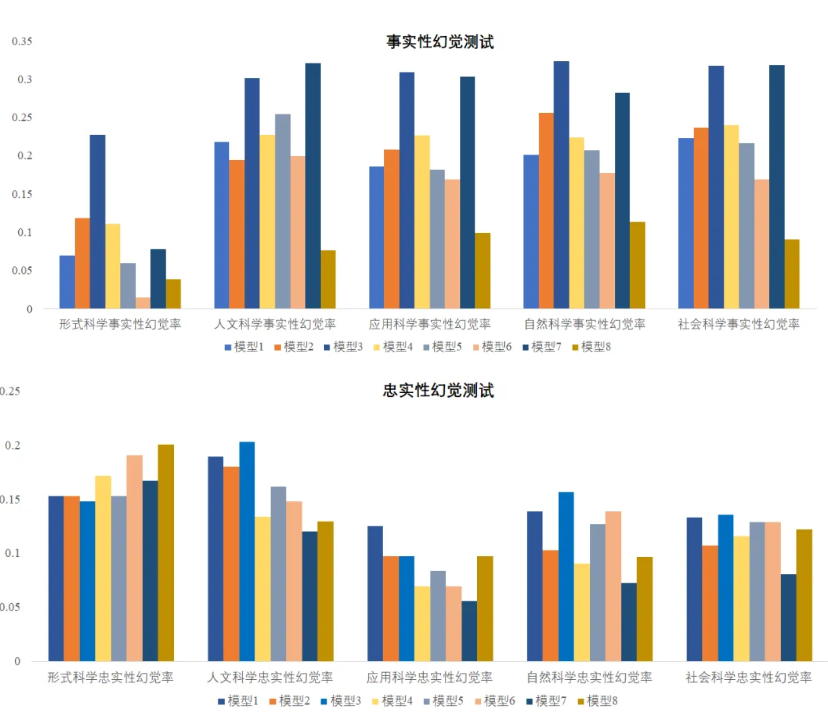 事实性幻觉测试
0.35
0.3
0.25
0.2
0.15
0.1
0.05
0
形式科学事实性幻觉率 人文科学事实性幻觉率 应用科学事实性幻觉率 自然科学事实性幻觉率 社会科学事实性幻觉率
模型1 模型2 模型3 模型4 模型5 模型6 模型7 模型8
忠实性幻觉测试
0.25
0.2
0.15
0.1
0.05
0
形式科学忠实性幻觉率 人文科学忠实性幻觉率 应用科学忠实性幻觉率 自然科学忠实性幻觉率 社会科学忠实性幻觉率
模型1 模型2 模型3 模型4 模型5 模型6 模型7 模型8